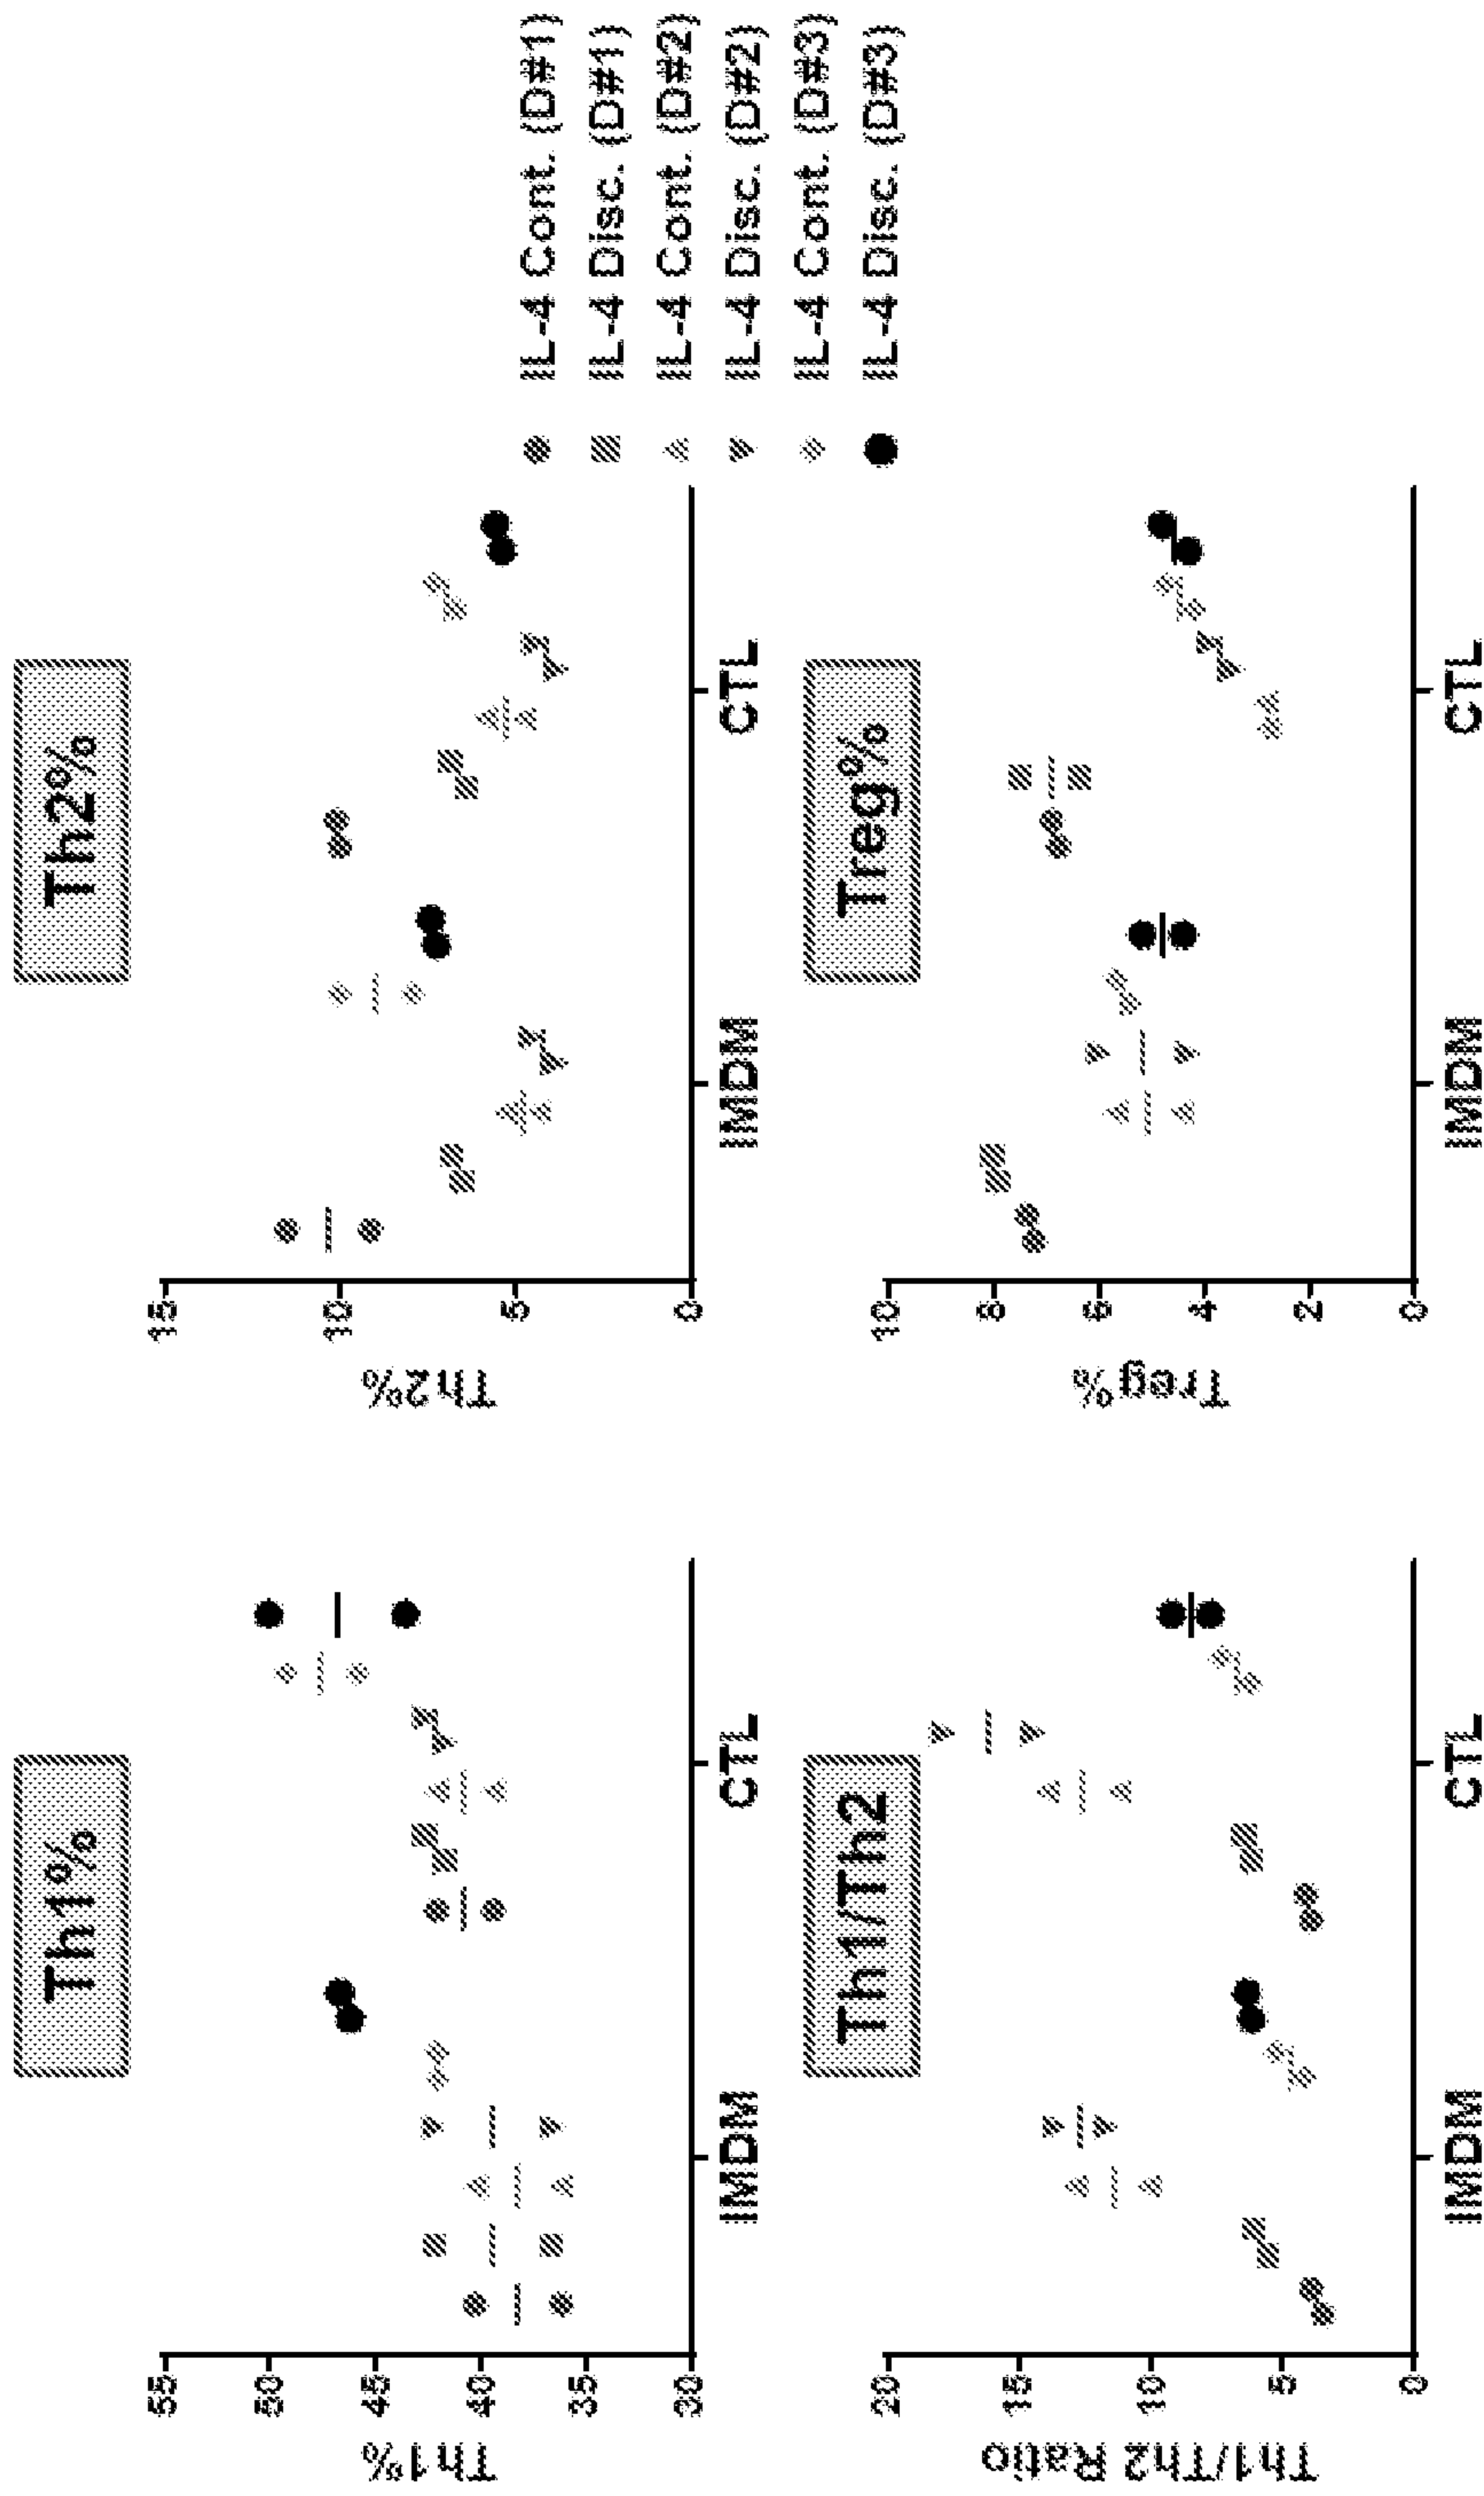 Th1%
Th1%
55
50
45
40
35
30
IMDM
CTL
Th2%
Th2%
15
10
5
0
IMDM
CTL
IL-4 Cont. (D#1)
IL-4 Disc. (D#1)
IL-4 Cont. (D#2)
IL-4 Disc. (D#2)
IL-4 Cont. (D#3)
IL-4 Disc. (D#3)
Th1/Th2
Th1/Th2 Ratio
20
15
10
5
0
IMDM
CTL
Treg%
Treg%
10
8
6
4
2
0
IMDM
CTL